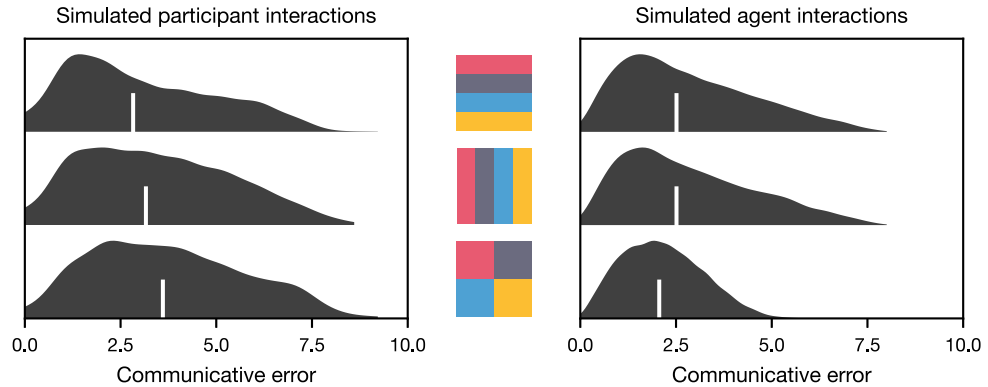 Simulated participant interactions
Simulated agent interactions
0.0 2.5 5.0 7.5 10.0
0.0 2.5 5.0 7.5 10.0
Communicative error
Communicative error